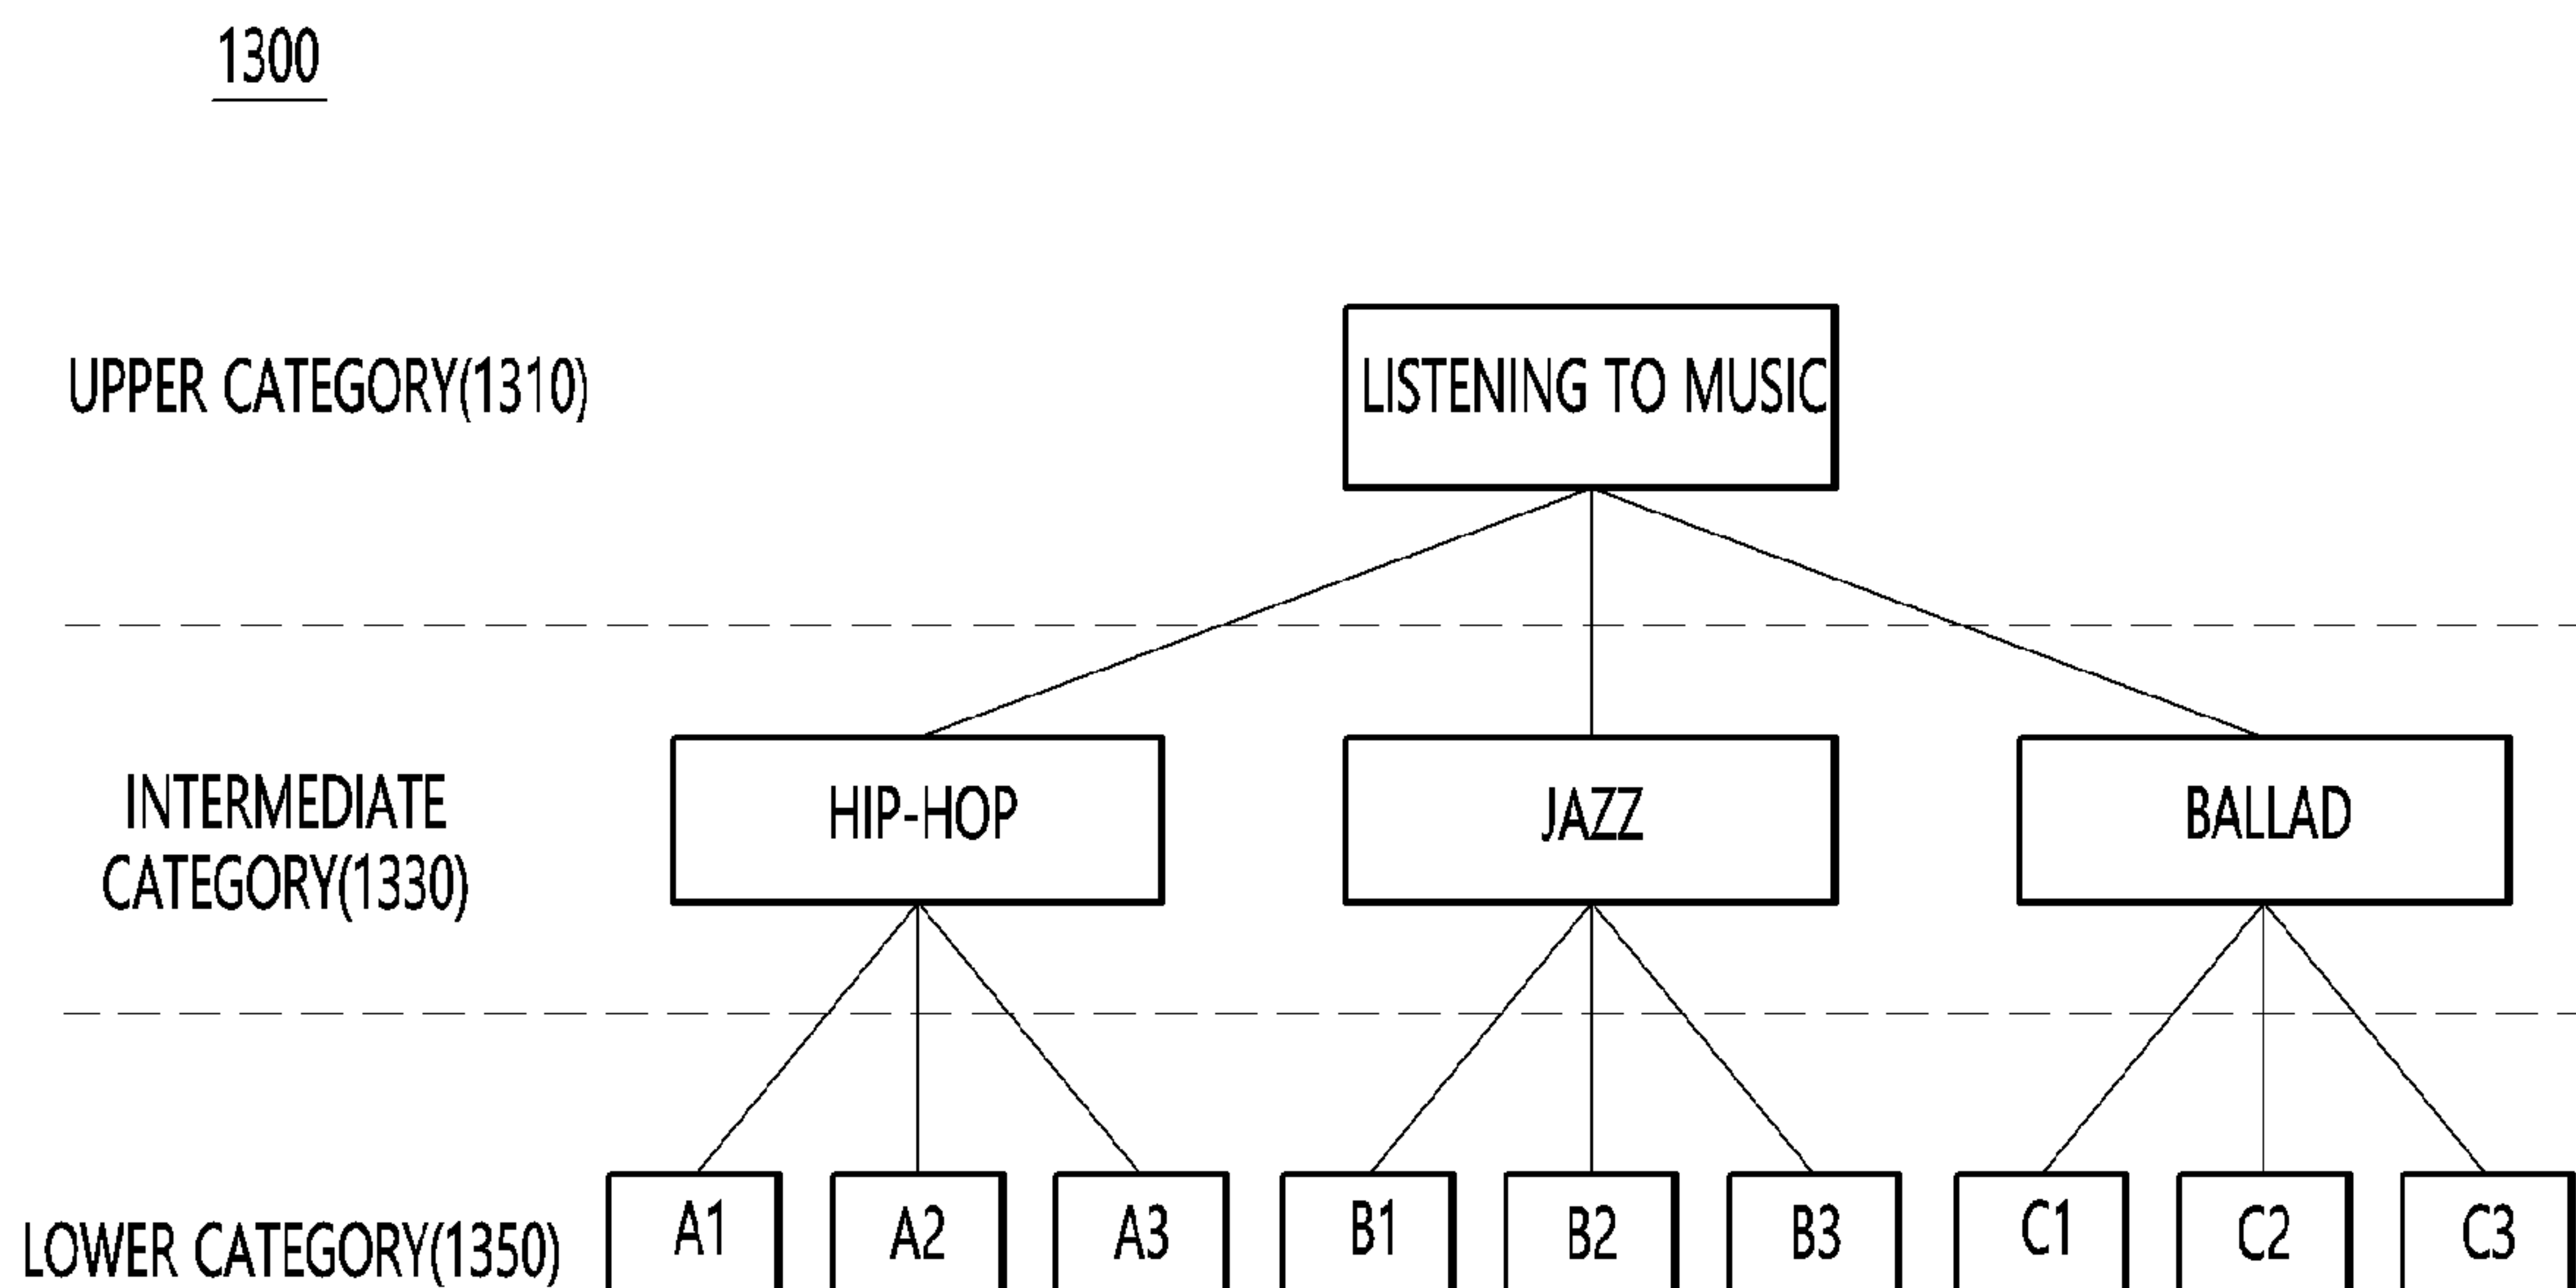 1300
UPPER CATEGORY(1310)
LISTENING TO MUSIC
INTERMEDIATE
CATEGORY(1330)
HIP-HOP
JAZZ
BALLAD
LOWER CATEGORY(1350)
A1
A2
A3
B1
B2
B3
C1
C2
C3